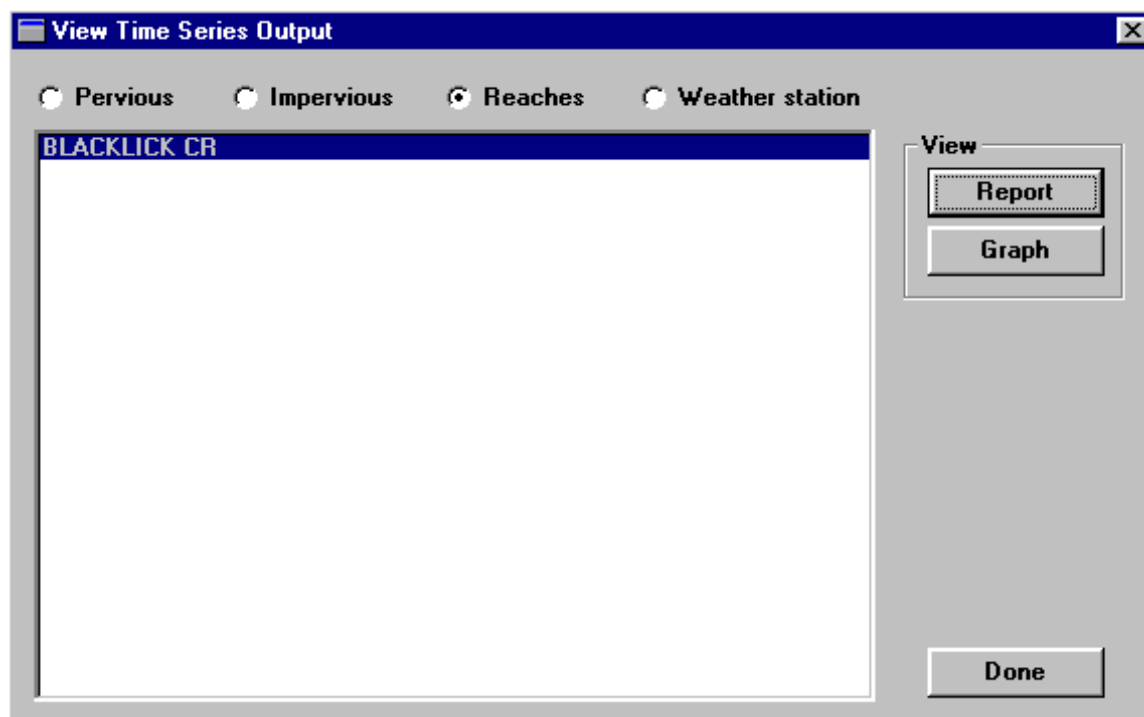 View Time Series Output
Pervious Impervious Reaches Weather station
BLACKLICK CR
View
Report
Graph
Done